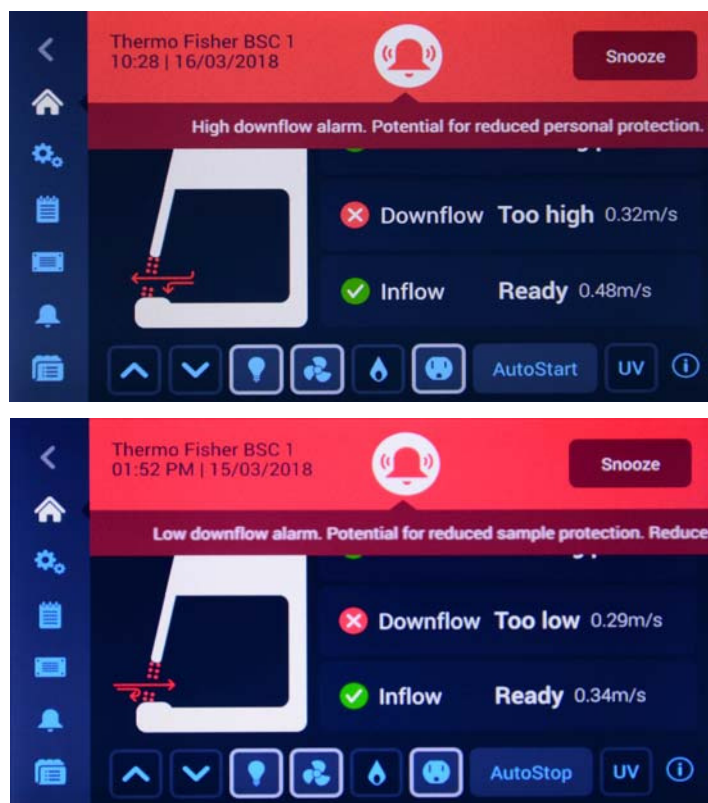 Thermo Fisher BSC 1
10:28 | 16/03/2018
Snooze
High downflow alarm. Potential for reduced personal protection.
Downflow Too high 0.32m/s
Inflow Ready 0.48m/s
AutoStart UV
Thermo Fisher BSC 1
01:52 PM | 15/03/2018
Snooze
Low downflow alarm. Potential for reduced sample protection. Reduce
Downflow Too low 0.29m/s
Inflow Ready 0.34m/s
AutoStop UV